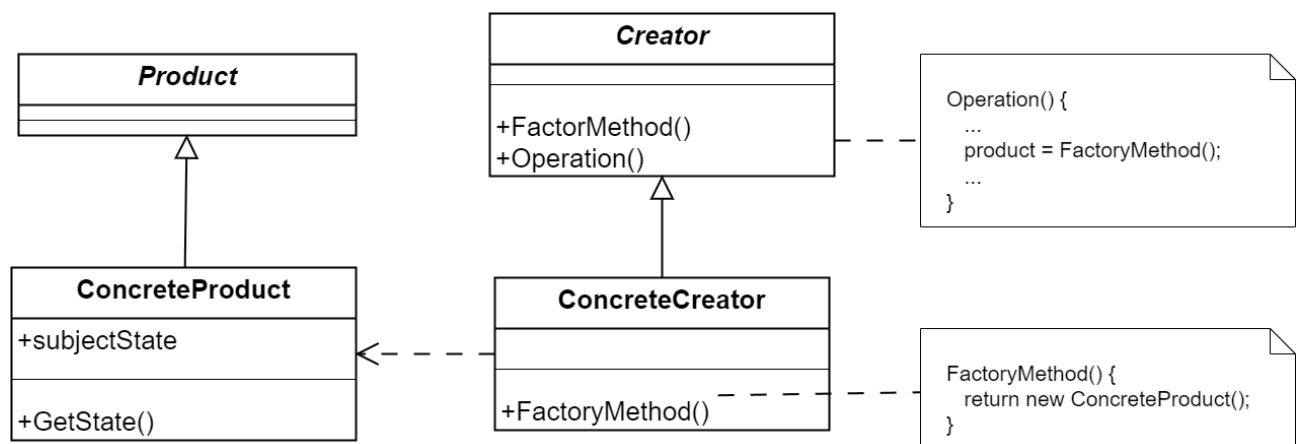 Product
Creator
+FactorMethod()
+Operation()
Operation() {
...
product = FactoryMethod();
...
}
ConcreteProduct
+subjectState
+GetState()
ConcreteCreator
+FactoryMethod()
FactoryMethod() {
return new ConcreteProduct();
}